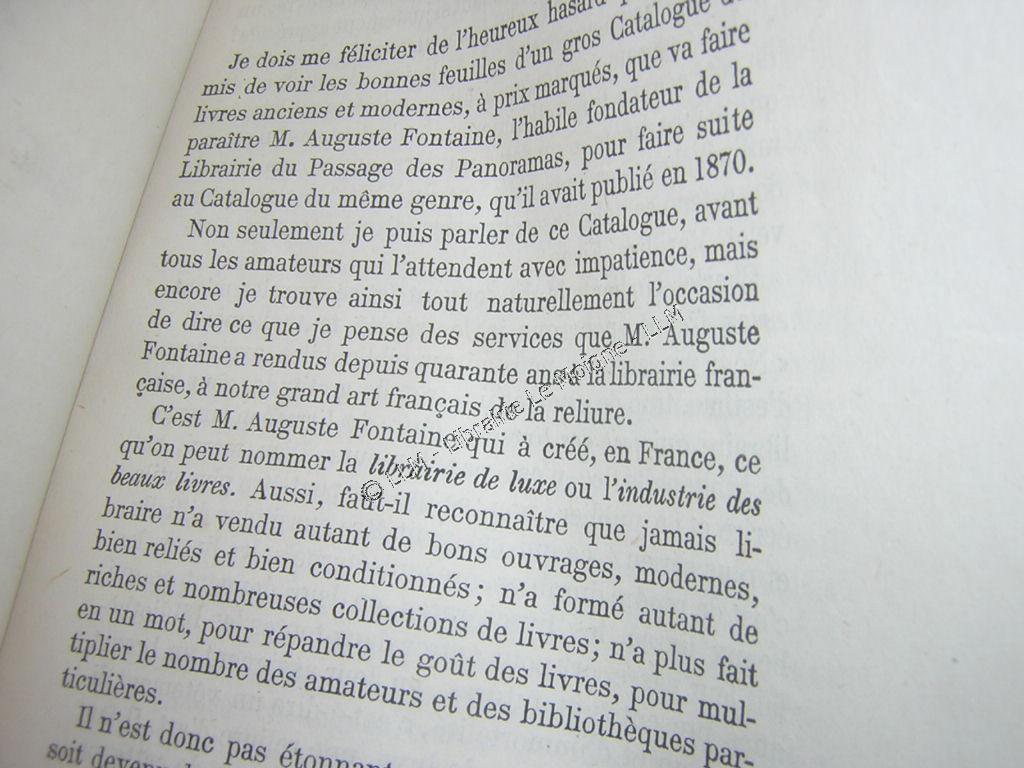 Je dois me féliciter de l'heureux hasard
mis de voir les bonnes feuilles d'un gros Catalogue de
livres anciens et modernes, à prix marqués, que va faire
paraître M. Auguste Fontaine, l'habile fondateur de la
Librairie du Passage des Panoramas, pour faire suite
au Catalogue du même genre, qu'il avait publié en 1870.
Non seulement je puis parler de ce Catalogue, avant
tous les amateurs qui l'attendent avec impatience, mais
encore je trouve ainsi tout naturellement l'occasion
de dire ce que je pense des services que M. Auguste
Fontaine a rendus depuis quarante ans à la librairie fran-
çaise, à notre grand art français de la reliure.
C'est M. Auguste Fontaine qui à créé, en France, ce
qu'on peut nommer la librairie de luxe ou l'industrie des
beaux livres. Aussi, faut-il reconnaître que jamais li-
braire n'a vendu autant de bons ouvrages, modernes,
bien reliés et bien conditionnés; n'a formé autant de
riches et nombreuses collections de livres; n'a plus fait
en un mot, pour répandre le goût des livres, pour mul-
tiplier le nombre des amateurs et des bibliothèques par-
ticulières.
Il n'est donc pas étonnant
soit
© LLLM - Librairie Le Moigne LLLM